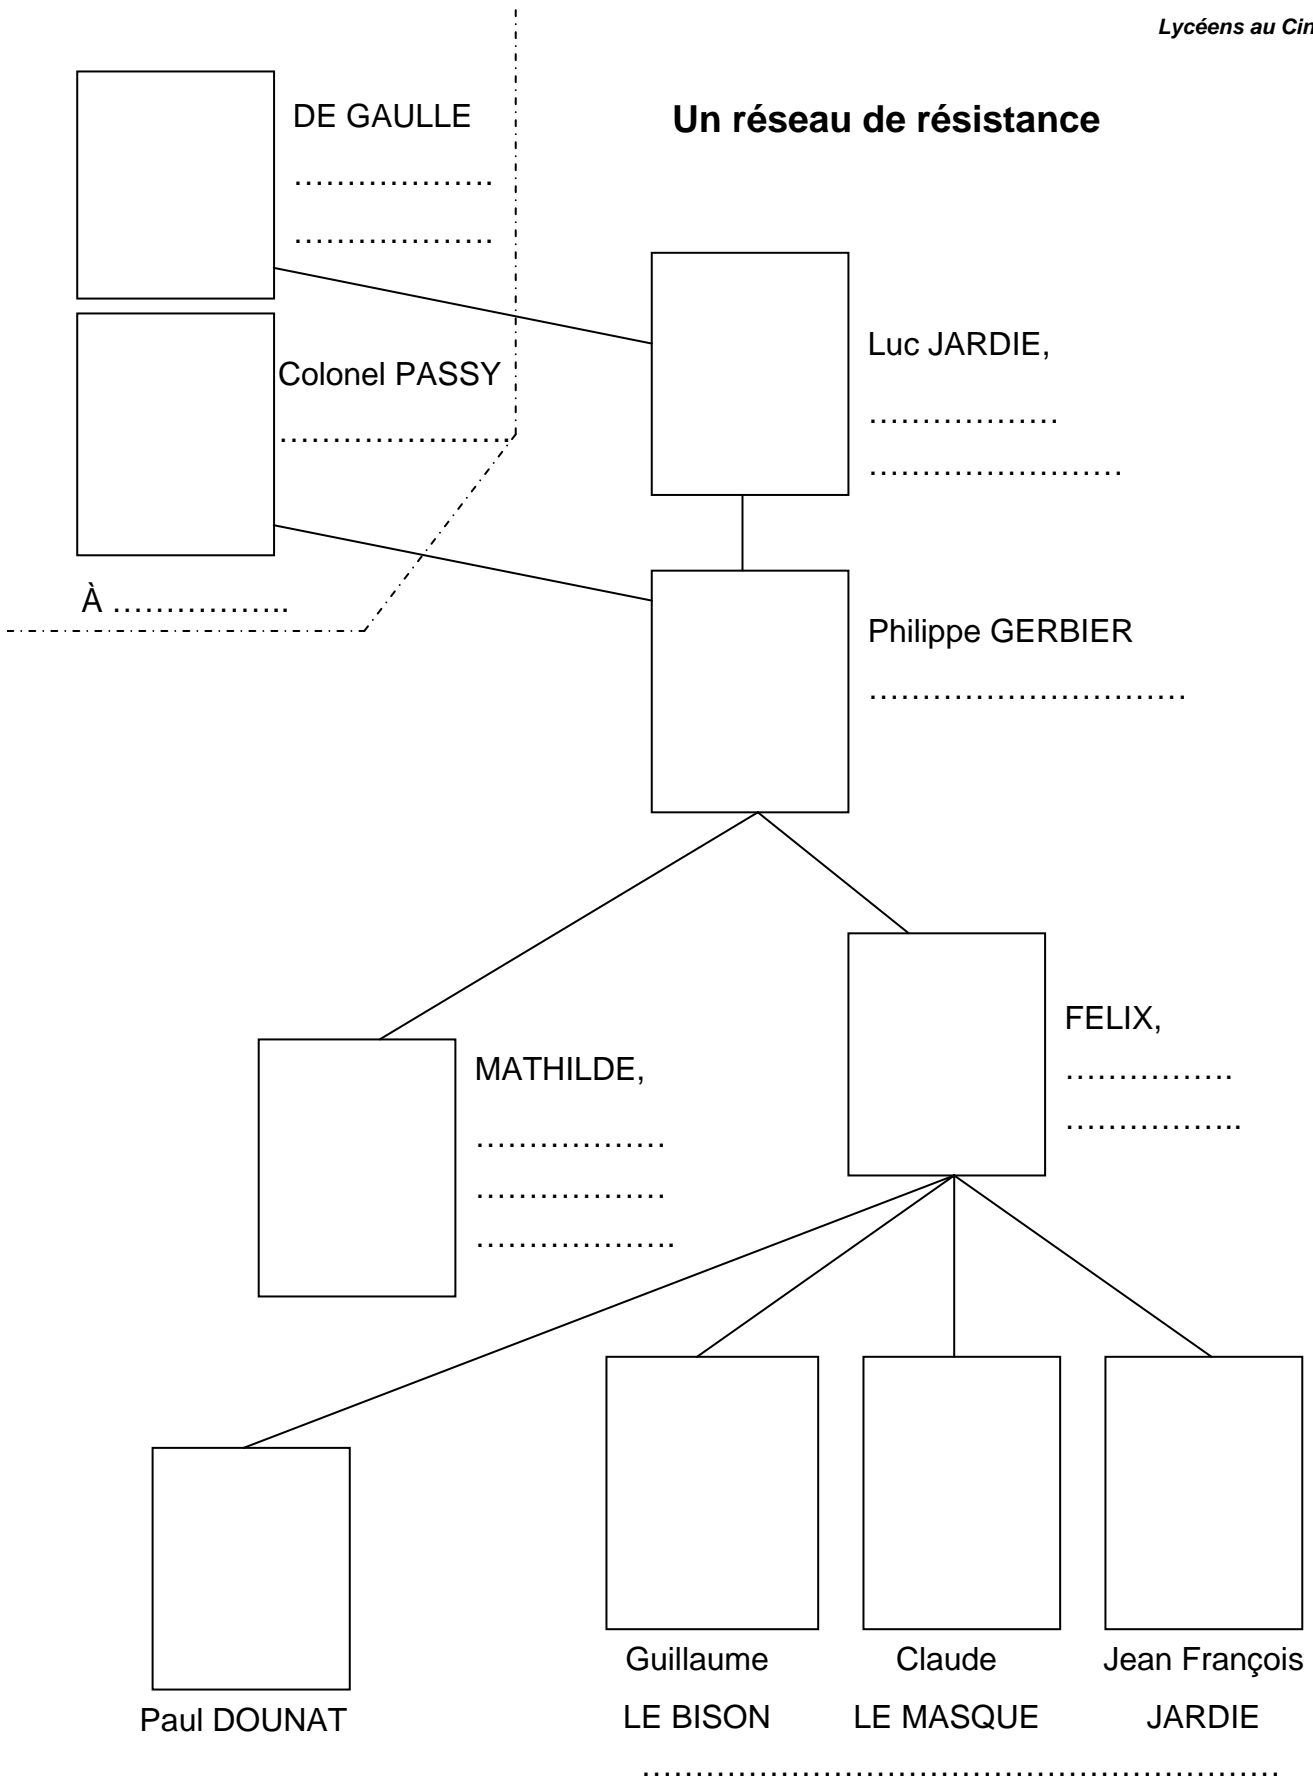 Lycéens au Cin
Un réseau de résistance
DE GAULLE
……………….
……………….
Colonel PASSY
………………….
À ……………..
Luc JARDIE,
………………
……………………
Philippe GERBIER
…………………………
MATHILDE,
………………
………………
……………….
FELIX,
…………….
……………..
Paul DOUNAT
Guillaume
LE BISON
Claude
LE MASQUE
Jean François
JARDIE
……………………………………………………